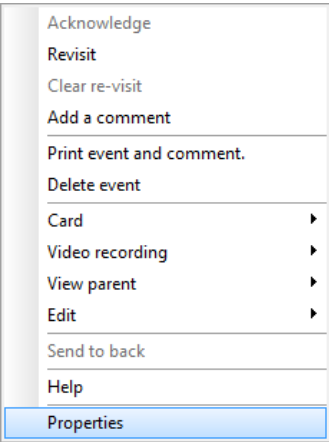 Acknowledge
Revisit
Clear re-visit
Add a comment
Print event and comment.
Delete event
Card
Video recording
View parent
Edit
Send to back
Help
Properties